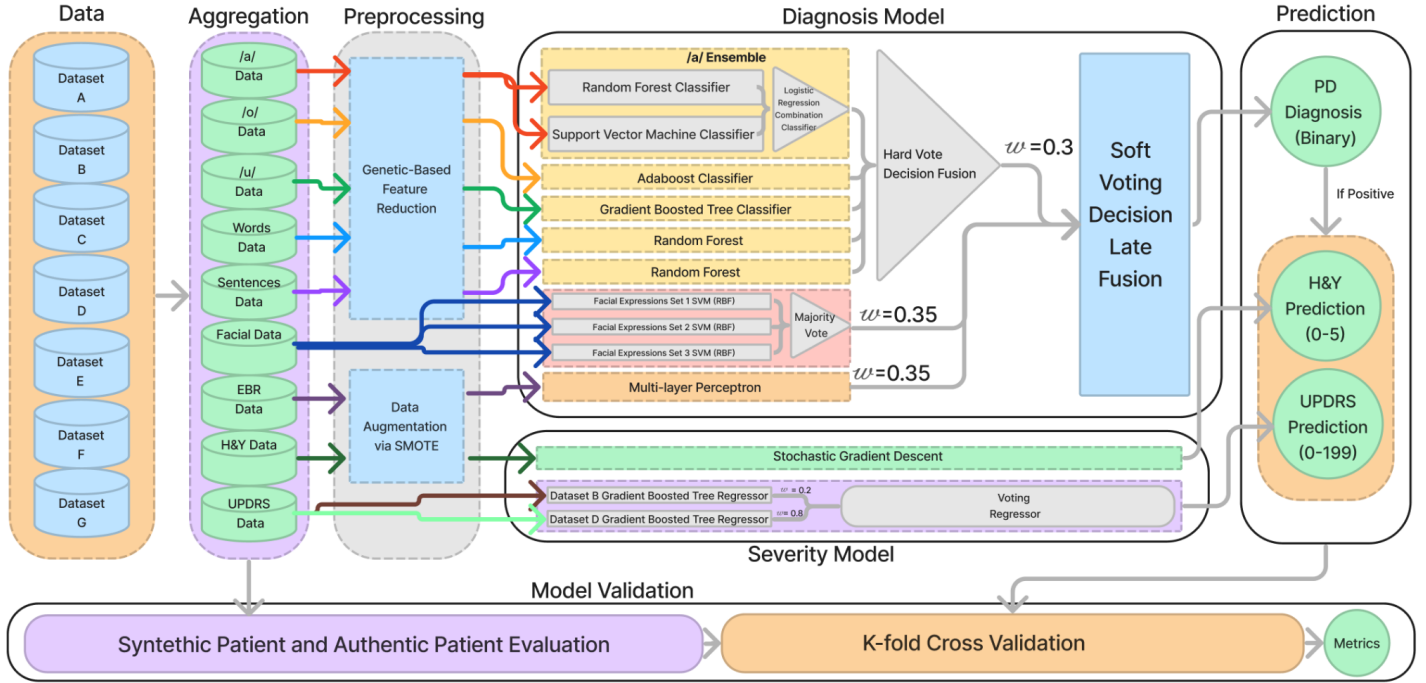 Data
Aggregation
Preprocessing
Diagnosis Model
Prediction
Dataset
A
Dataset
B
Dataset
C
Dataset
D
Dataset
E
Dataset
F
Dataset
G
/a/
Data
/o/
Data
/u/
Data
Words
Data
Sentences
Data
Facial Data
EBR
Data
H&Y Data
UPDRS
Data
Genetic-Based
Feature
Reduction
Data
Augmentation
via SMOTE
/a/ Ensemble
Random Forest Classifier
Support Vector Machine Classifier
Logistic
Regression
Combination
Classifier
Adaboost Classifier
Gradient Boosted Tree Classifier
Random Forest
Random Forest
Facial Expressions Set 1 SVM (RBF)
Facial Expressions Set 2 SVM (RBF)
Facial Expressions Set 3 SVM (RBF)
Majority
Vote
Multi-layer Perceptron
Hard Vote
Decision Fusion
w =0.3
w =0.35
w =0.35
Soft
Voting
Decision
Late
Fusion
PD
Diagnosis
(Binary)
If Positive
H&Y
Prediction
(0-5)
UPDRS
Prediction
(0-199)
Stochastic Gradient Descent
Dataset B Gradient Boosted Tree Regressor
w = 0.2
Dataset D Gradient Boosted Tree Regressor
w= 0.8
Voting
Regressor
Severity Model
Model Validation
Syntethic Patient and Authentic Patient Evaluation
K-fold Cross Validation
Metrics